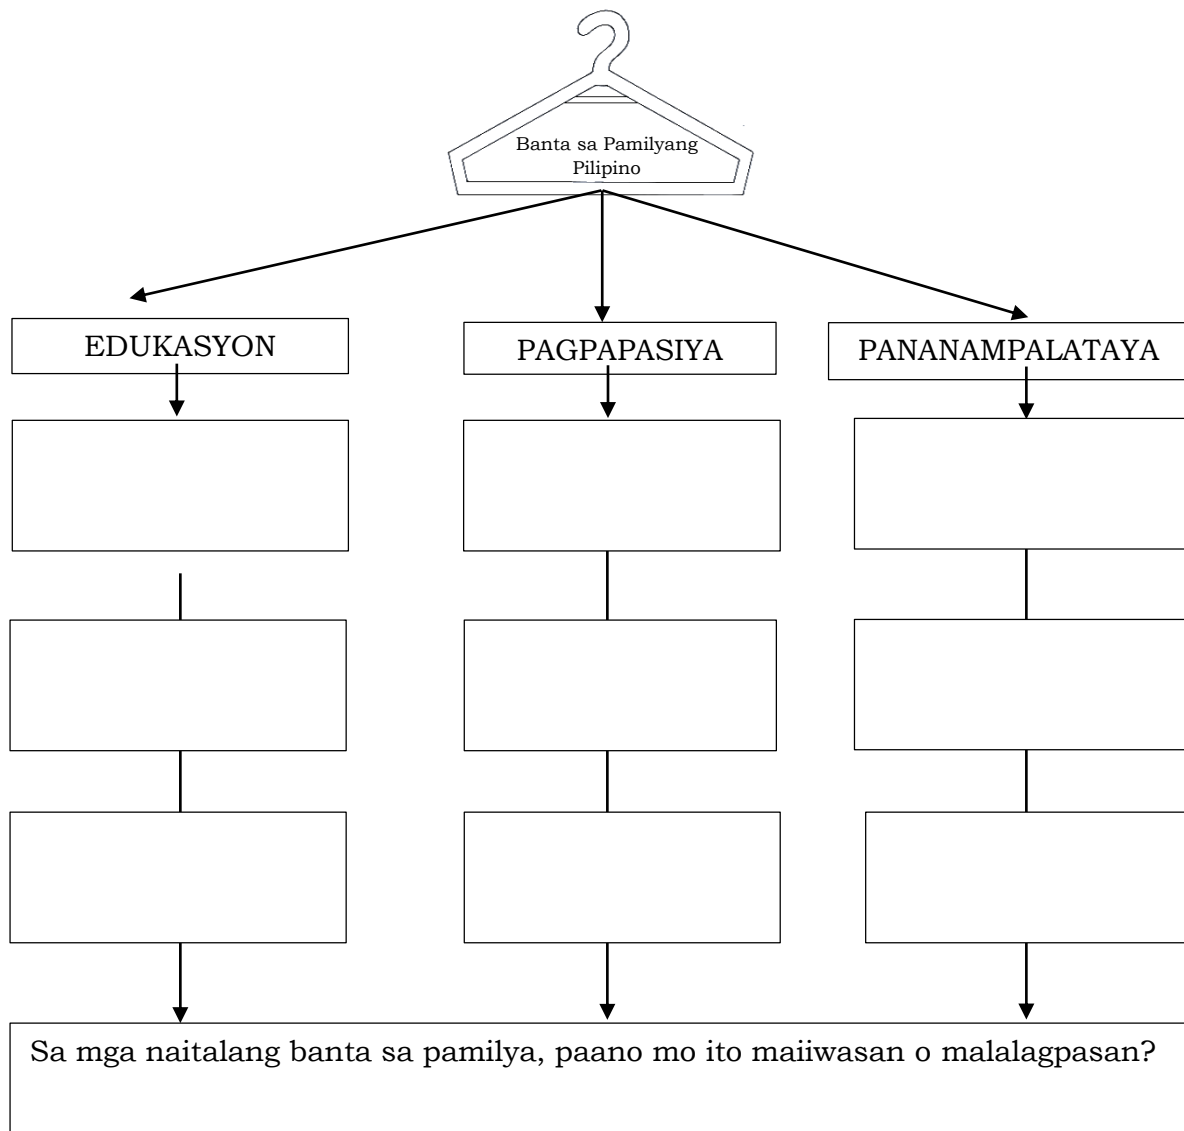 Banta sa Pamilyang
Pilipino
EDUKASYON
PAGPAPASIYA
PANANAMPALATAYA
Sa mga naitalang banta sa pamilya, paano mo ito maiiwasan o malalagpasan?